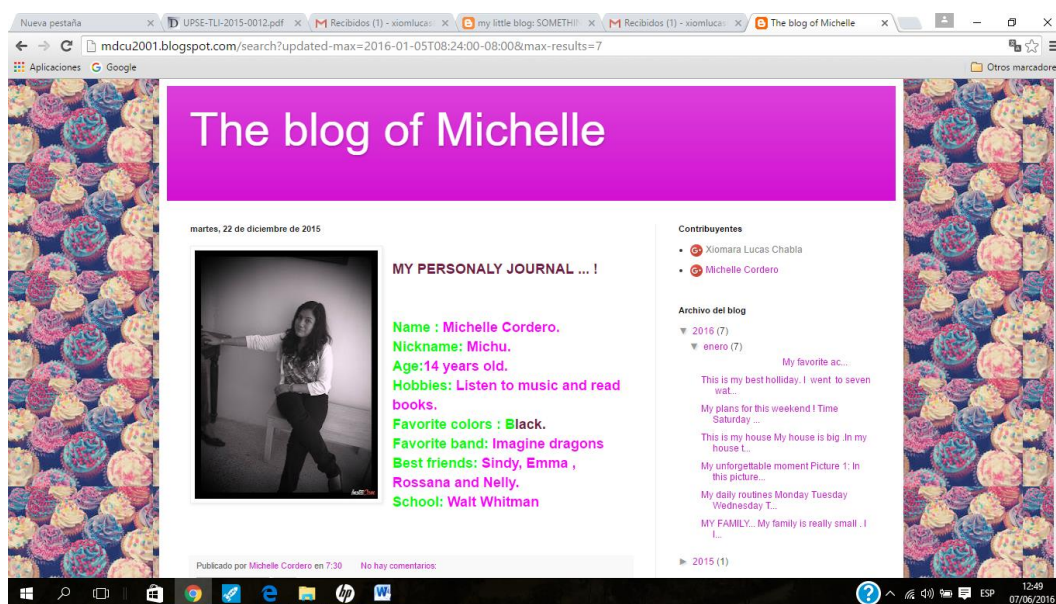 Nueva pestaña
UPSE-TLI-2015-0012.pdf
Recibidos (1) - xiomlucas
my little blog: SOMETHIN
Recibidos (1) - xiomlucas
The blog of Michelle
mdcu2001.blogspot.com/search?updated-max=2016-01-05T08:24:00-08:00&max-results=7
Aplicaciones
Google
Otros marcadore
The blog of Michelle
martes, 22 de diciembre de 2015
MY PERSONALY JOURNAL ... !
Name : Michelle Cordero.
Nickname: Michu.
Age:14 years old.
Hobbies: Listen to music and read
books.
Favorite colors : Black.
Favorite band: Imagine dragons
Best friends: Sindy, Emma ,
Rossana and Nelly.
School: Walt Whitman
Publicado por Michelle Cordero en 7:30
No hay comentarios:
Contribuyentes
Xiomara Lucas Chabla
Michelle Cordero
Archivo del blog
▼ 2016 (7)
▼ enero (7)
My favorite ac...
This is my best holliday. I went to seven
wat...
My plans for this weekend ! Time
Saturday ...
This is my house My house is big .In my
house t...
My unforgettable moment Picture 1: In
this picture...
My daily routines Monday Tuesday
Wednesday T...
MY FAMILY... My family is really small . I
l...
► 2015 (1)
ESP
12:49
07/06/2016